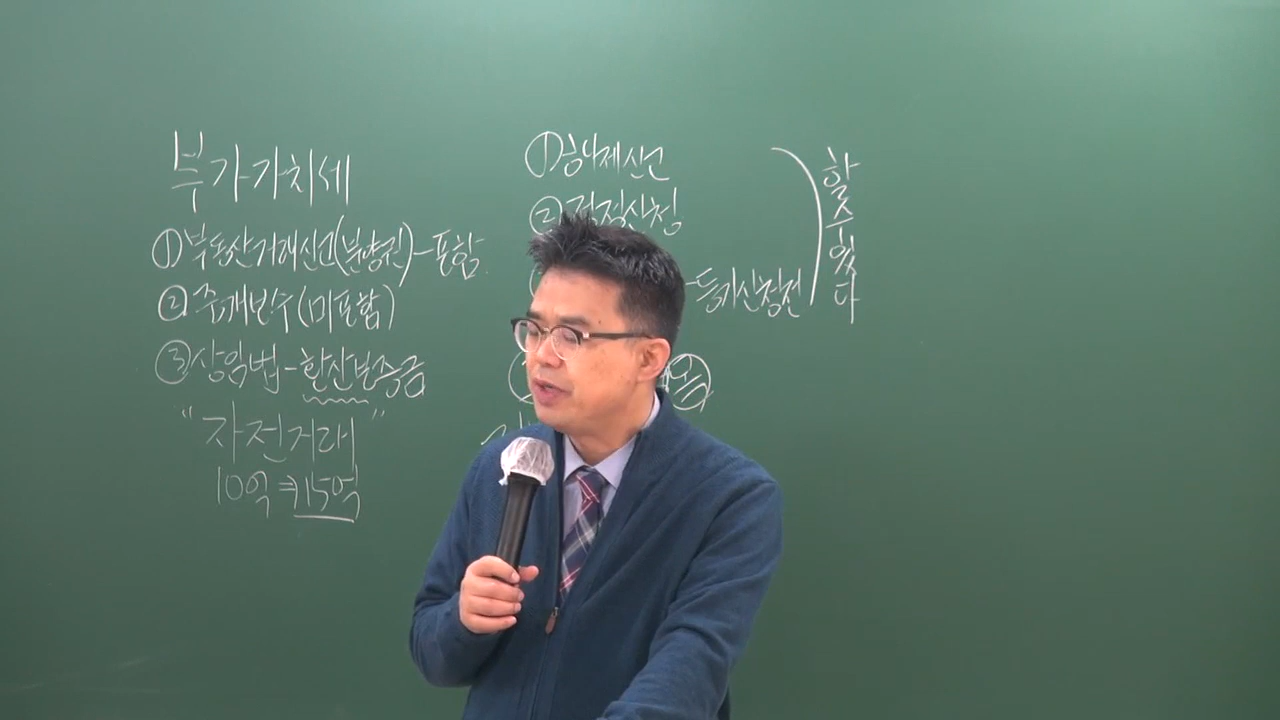 부가가치세
①부동산거래신고(분양권)-포함
②중개보수(미포함)
③상임법-환산보증금
"자전거래"
10억⇒15억
①해제신고
②정정신청
-등기신청전
할수있다